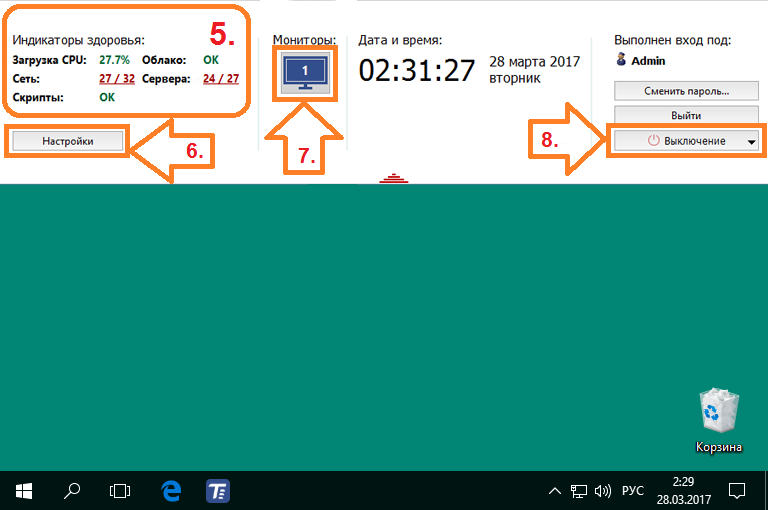 Индикаторы здоровья:
5.
Загрузка CPU: 27.7% Облако: OK
Сеть: 27 / 32 Сервера: 24 / 27
Скрипты: OK
Настройки
6.
Мониторы:
1
7.
Дата и время:
02:31:27
28 марта 2017
вторник
Выполнен вход под:
Admin
Сменить пароль...
Выйти
8.
Выключение
Корзина
TE
РУС
2:29
28.03.2017